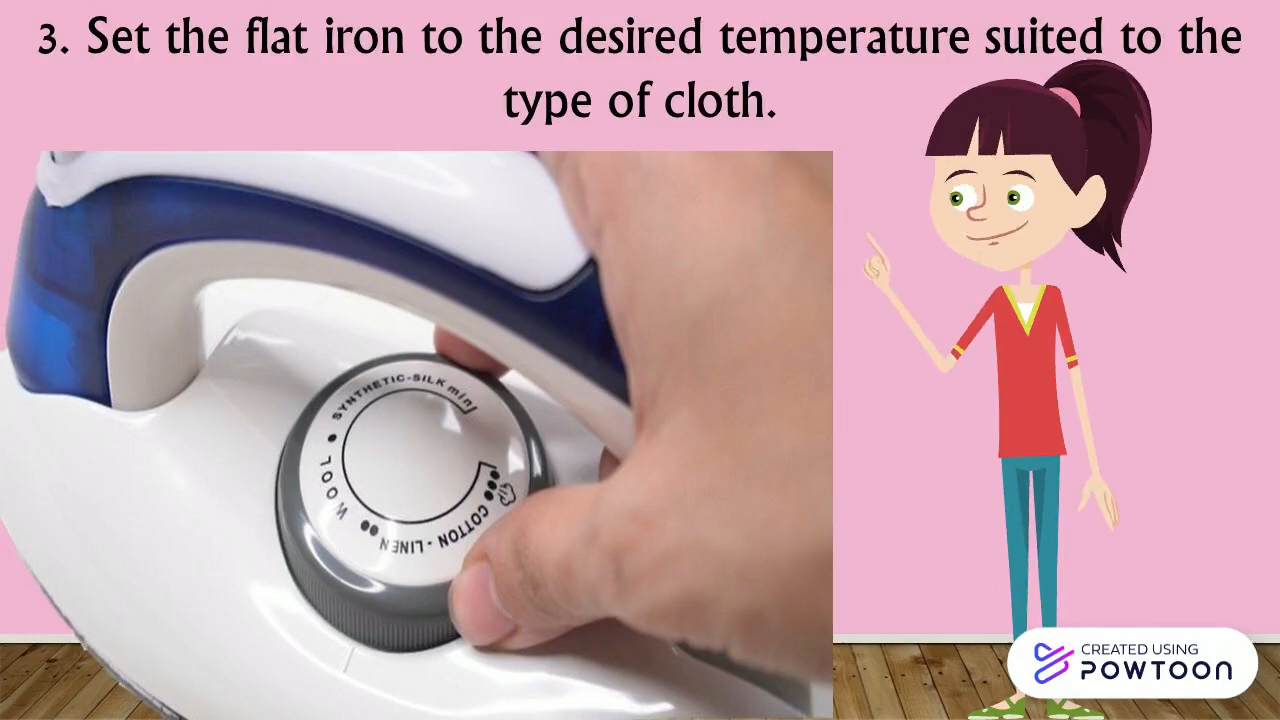 3. Set the flat iron to the desired temperature suited to the
type of cloth.
SYNTHETIC-SILK min
WOOL
COTTON - LINEN
CREATED USING
POWTOON